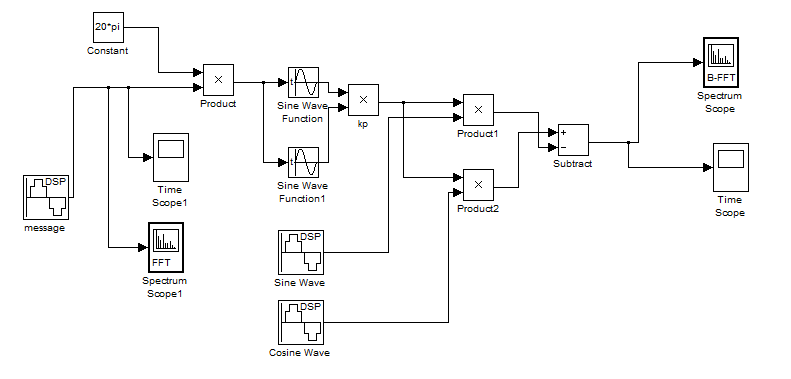 20*pi
Constant
×
Product
t
Sine Wave
Function
×
kp
t
Sine Wave
Function1
×
Product1
×
Product2
+
−
Subtract
B-FFT
Spectrum
Scope
Time
Scope
Time
Scope1
DSP
message
FFT
Spectrum
Scope1
DSP
Sine Wave
DSP
Cosine Wave